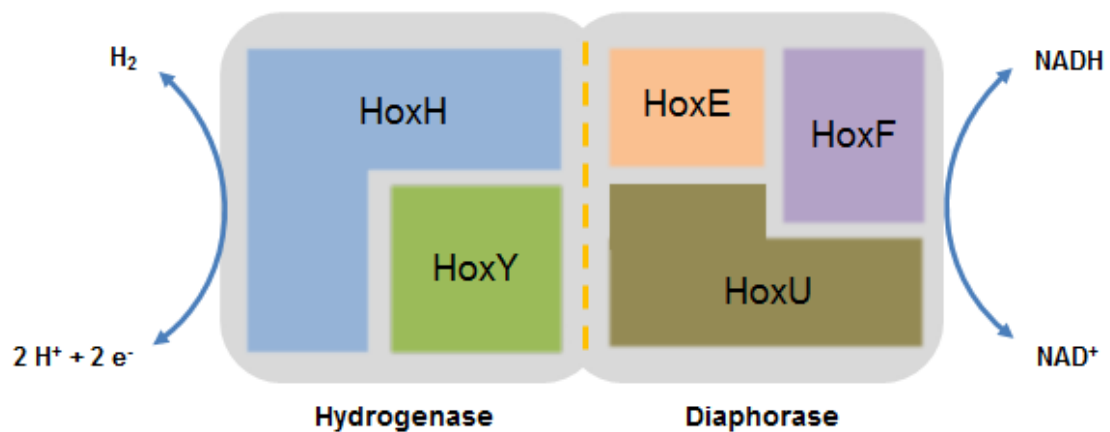 H₂
NADH
HoxH
HoxE
HoxF
HoxY
HoxU
2 H⁺ + 2 e⁻
NAD⁺
Hydrogenase
Diaphorase